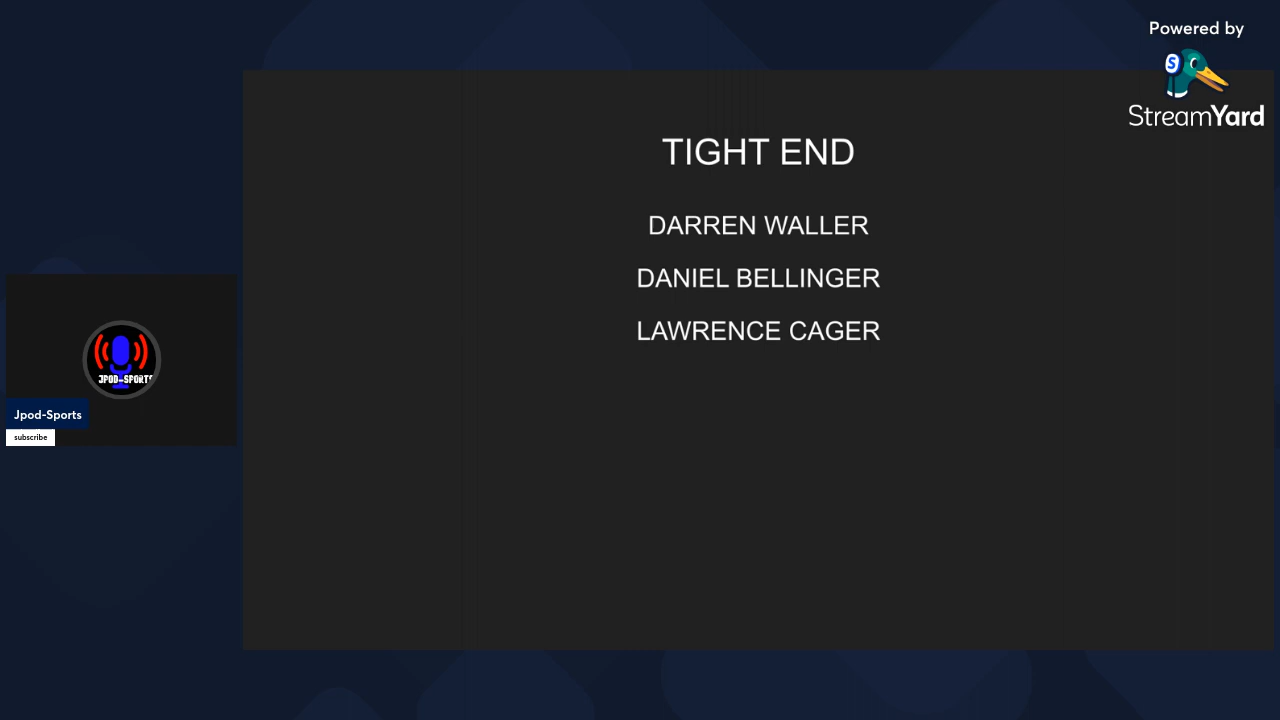 Powered by
S
StreamYard
TIGHT END
DARREN WALLER
DANIEL BELLINGER
LAWRENCE CAGER
JPOD-SPORTS
Jpod-Sports
subscribe